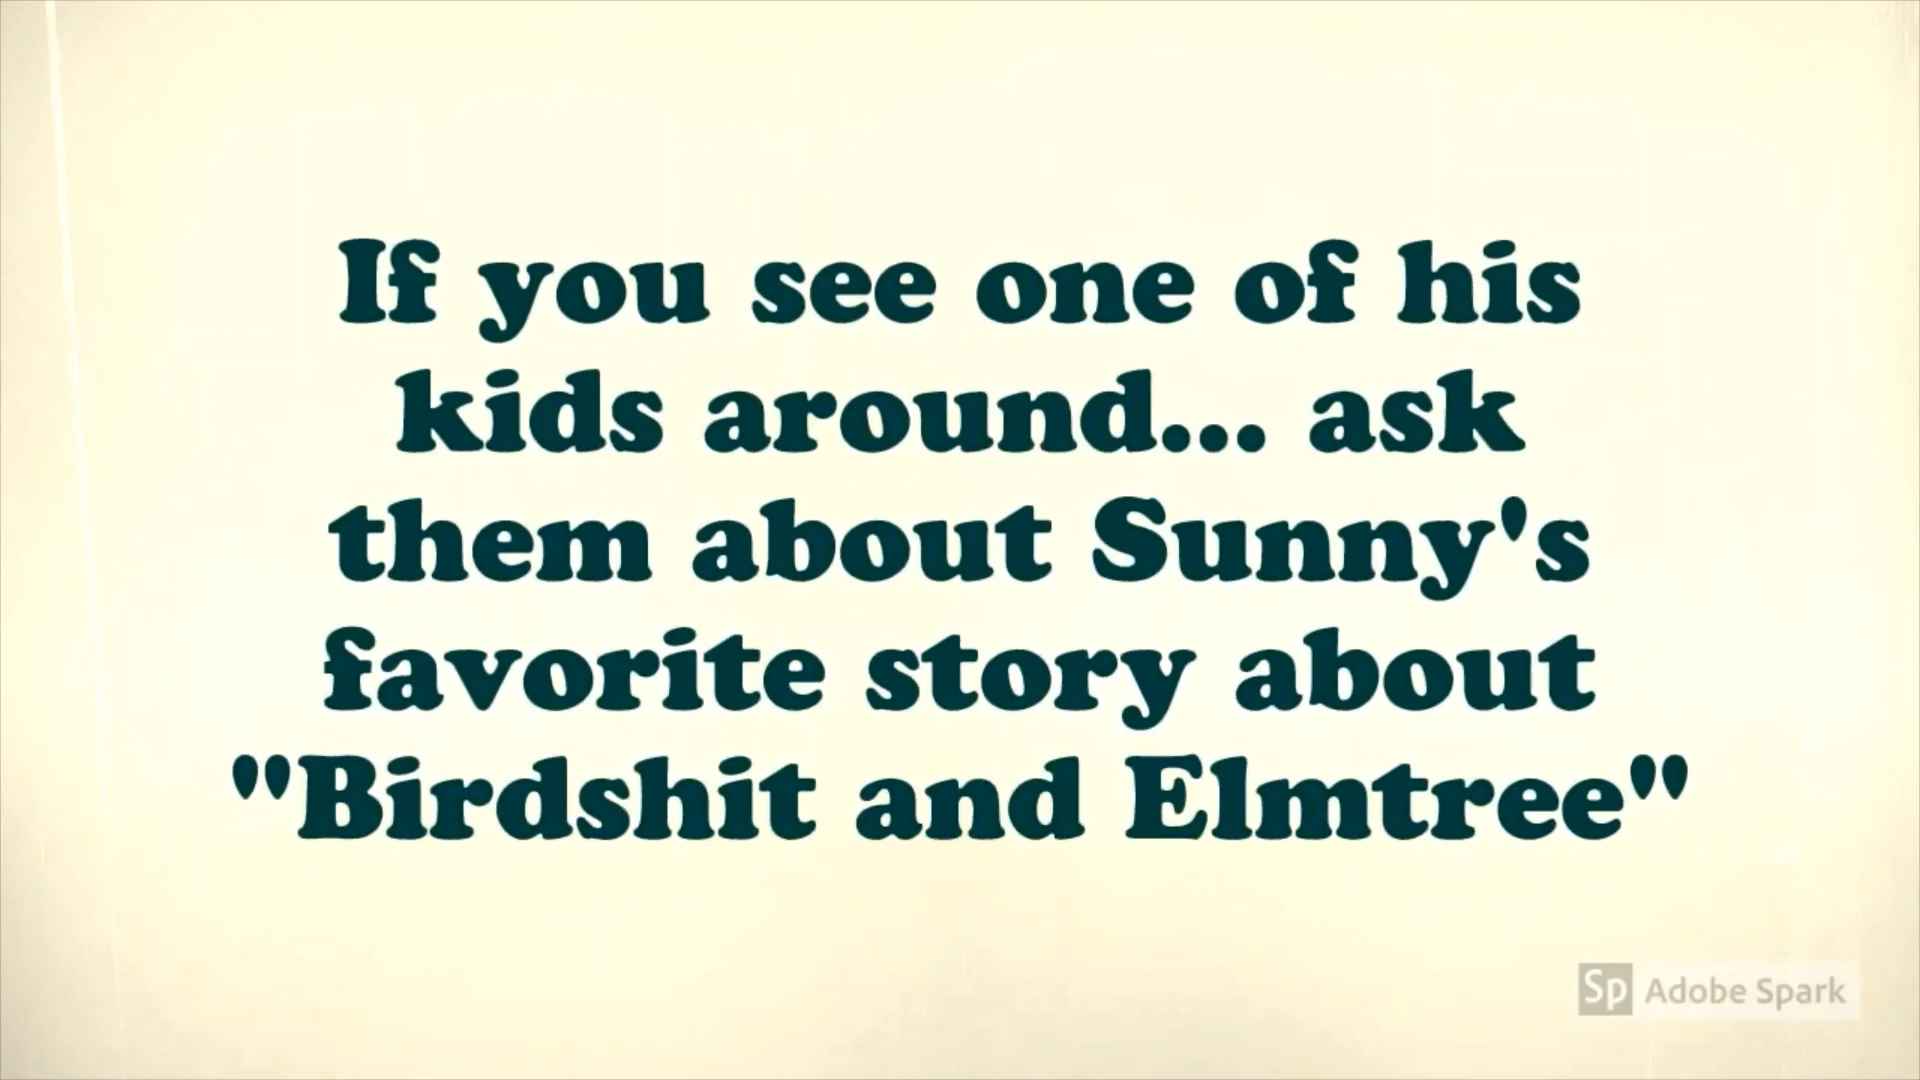 If you see one of his
kids around... ask
them about Sunny's
favorite story about
"Birdshit and Elmtree"
Sp Adobe Spark